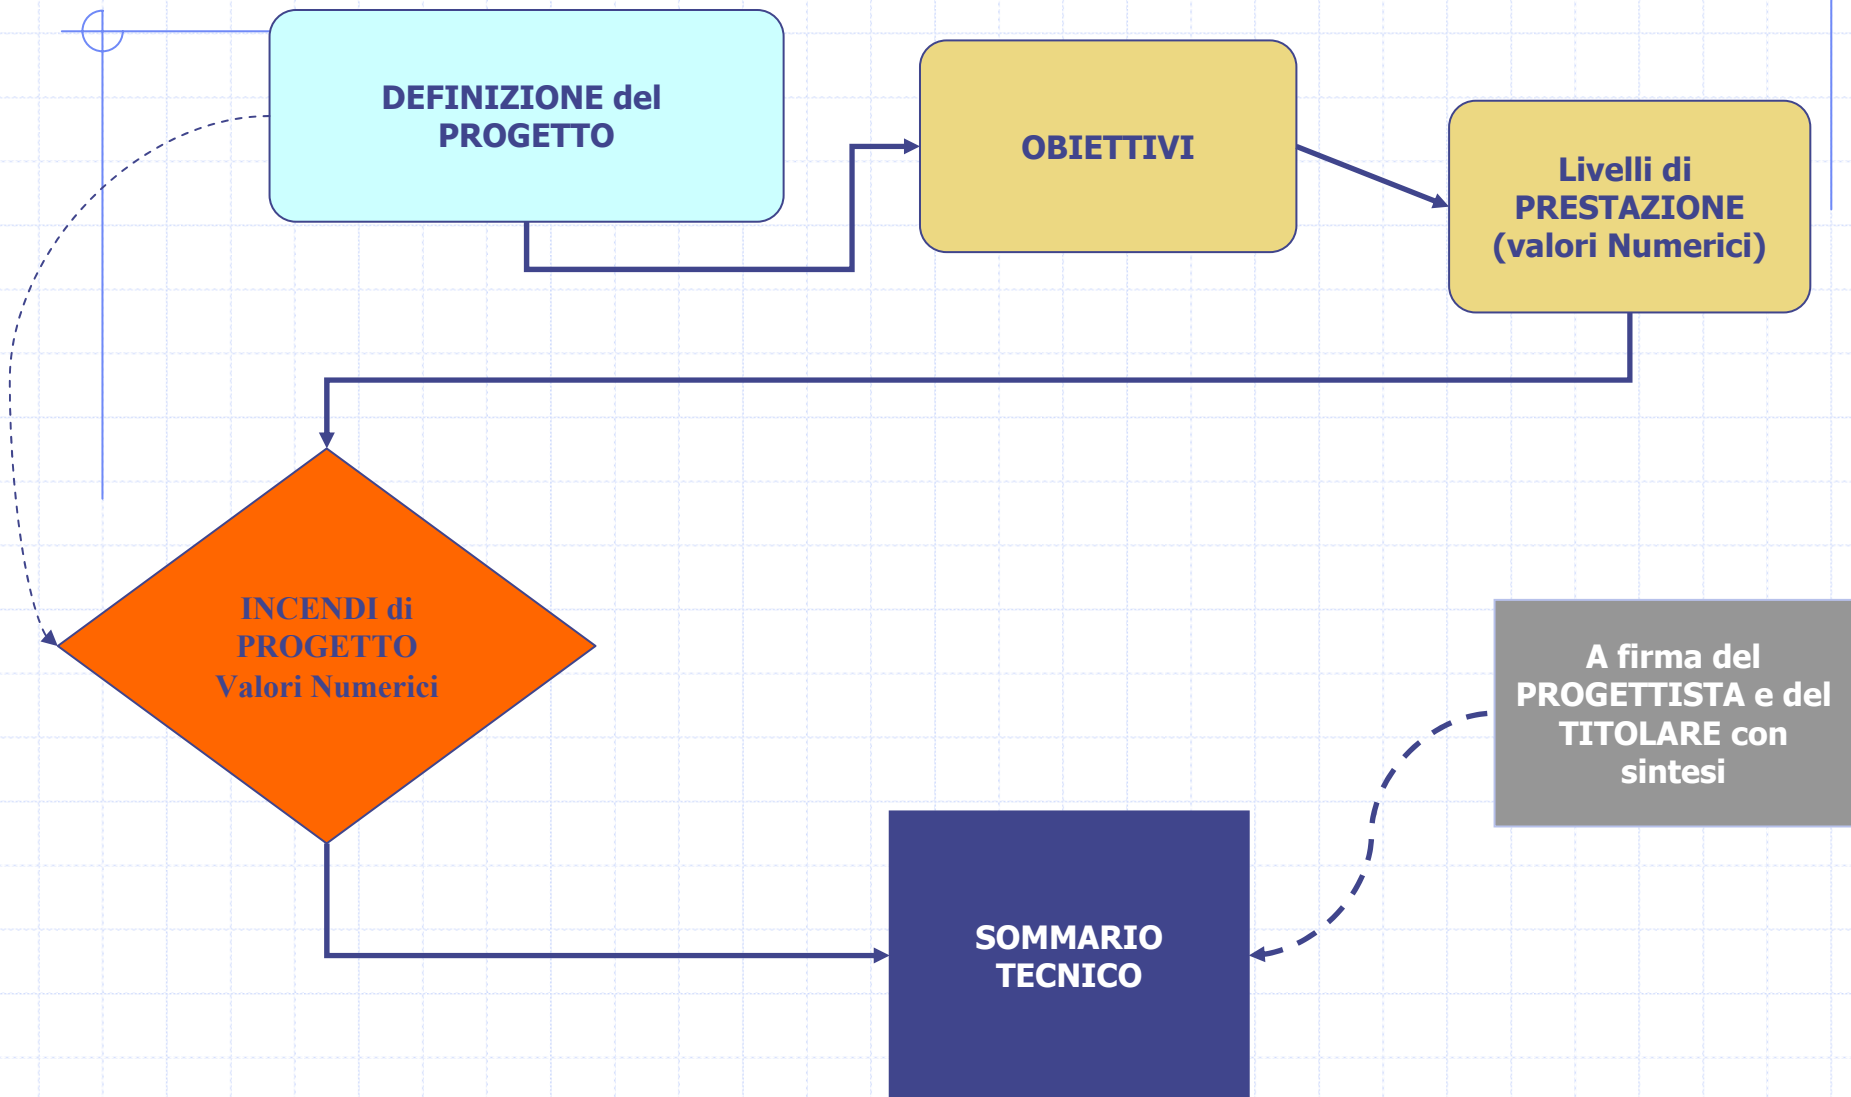 DEFINIZIONE del
PROGETTO
OBIETTIVI
Livelli di
PRESTAZIONE
(valori Numerici)
INCENDI di
PROGETTO
Valori Numerici
A firma del
PROGETTISTA e del
TITOLARE con
sintesi
SOMMARIO
TECNICO